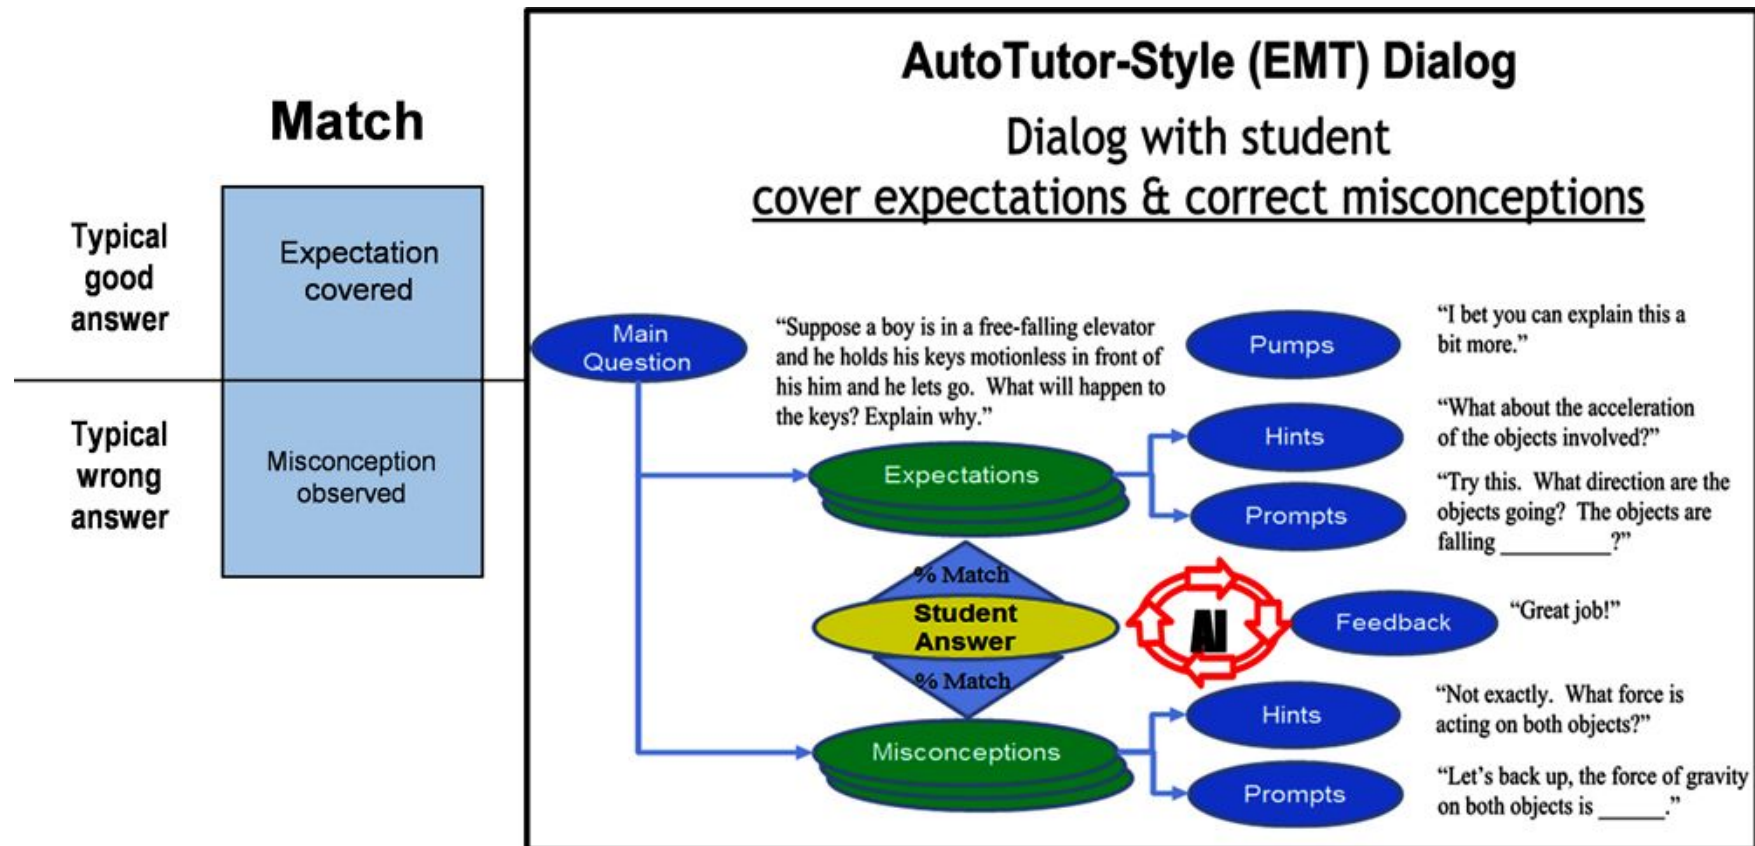 Match
Typical
good
answer
Expectation
covered
Typical
wrong
answer
Misconception
observed
AutoTutor-Style (EMT) Dialog
Dialog with student
cover expectations & correct misconceptions
Main
Question
“Suppose a boy is in a free-falling elevator
and he holds his keys motionless in front of
his him and he lets go.  What will happen to
the keys? Explain why.”
Pumps
“I bet you can explain this a
bit more.”
Expectations
Hints
“What about the acceleration
of the objects involved?”
Prompts
“Try this.  What direction are the
objects going?  The objects are
falling __________?”
% Match
Student
Answer
% Match
AI
Feedback
“Great job!”
Misconceptions
Hints
“Not exactly.  What force is
acting on both objects?”
Prompts
“Let’s back up, the force of gravity
on both objects is ______.”